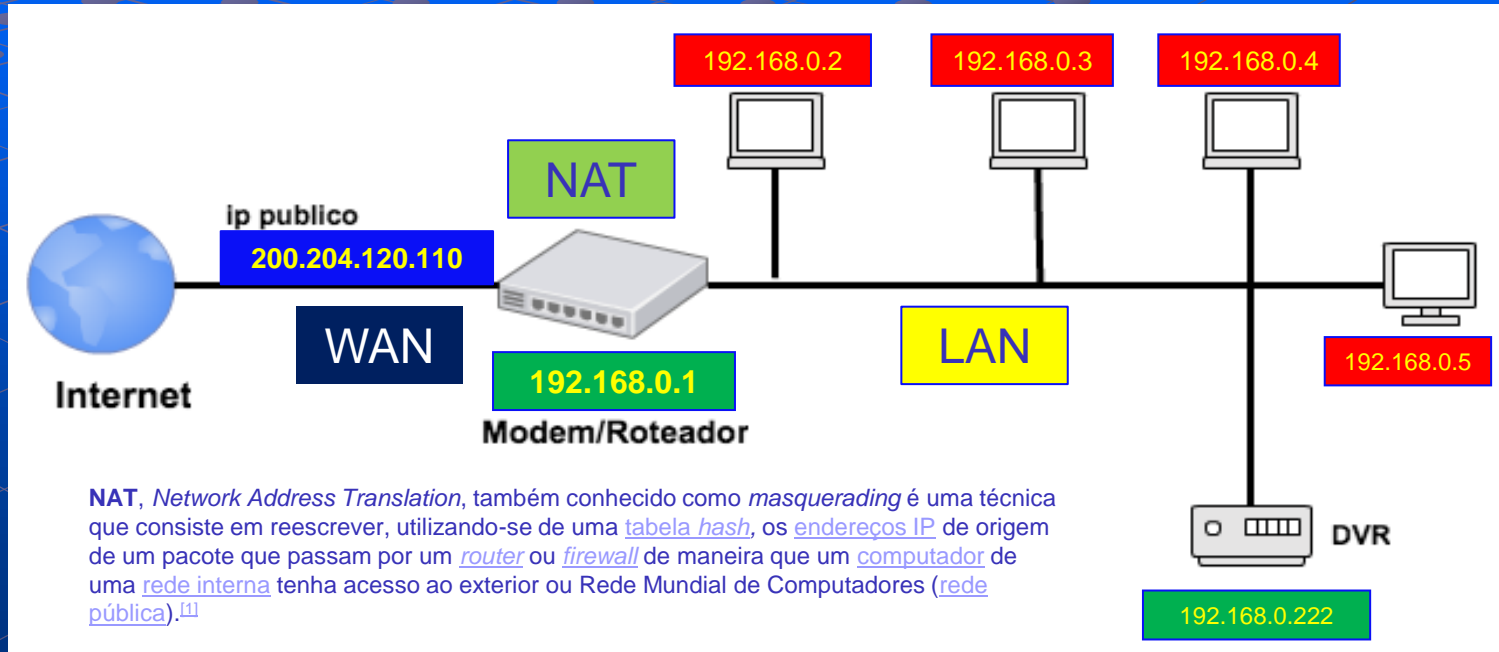 192.168.0.2
192.168.0.3
192.168.0.4
NAT
ip publico
200.204.120.110
WAN
LAN
192.168.0.1
192.168.0.5
Internet
Modem/Roteador
NAT, Network Address Translation, também conhecido como masquerading é uma técnica
que consiste em reescrever, utilizando-se de uma tabela hash, os endereços IP de origem
de um pacote que passam por um router ou firewall de maneira que um computador de
uma rede interna tenha acesso ao exterior ou Rede Mundial de Computadores (rede
pública).[1]
DVR
192.168.0.222